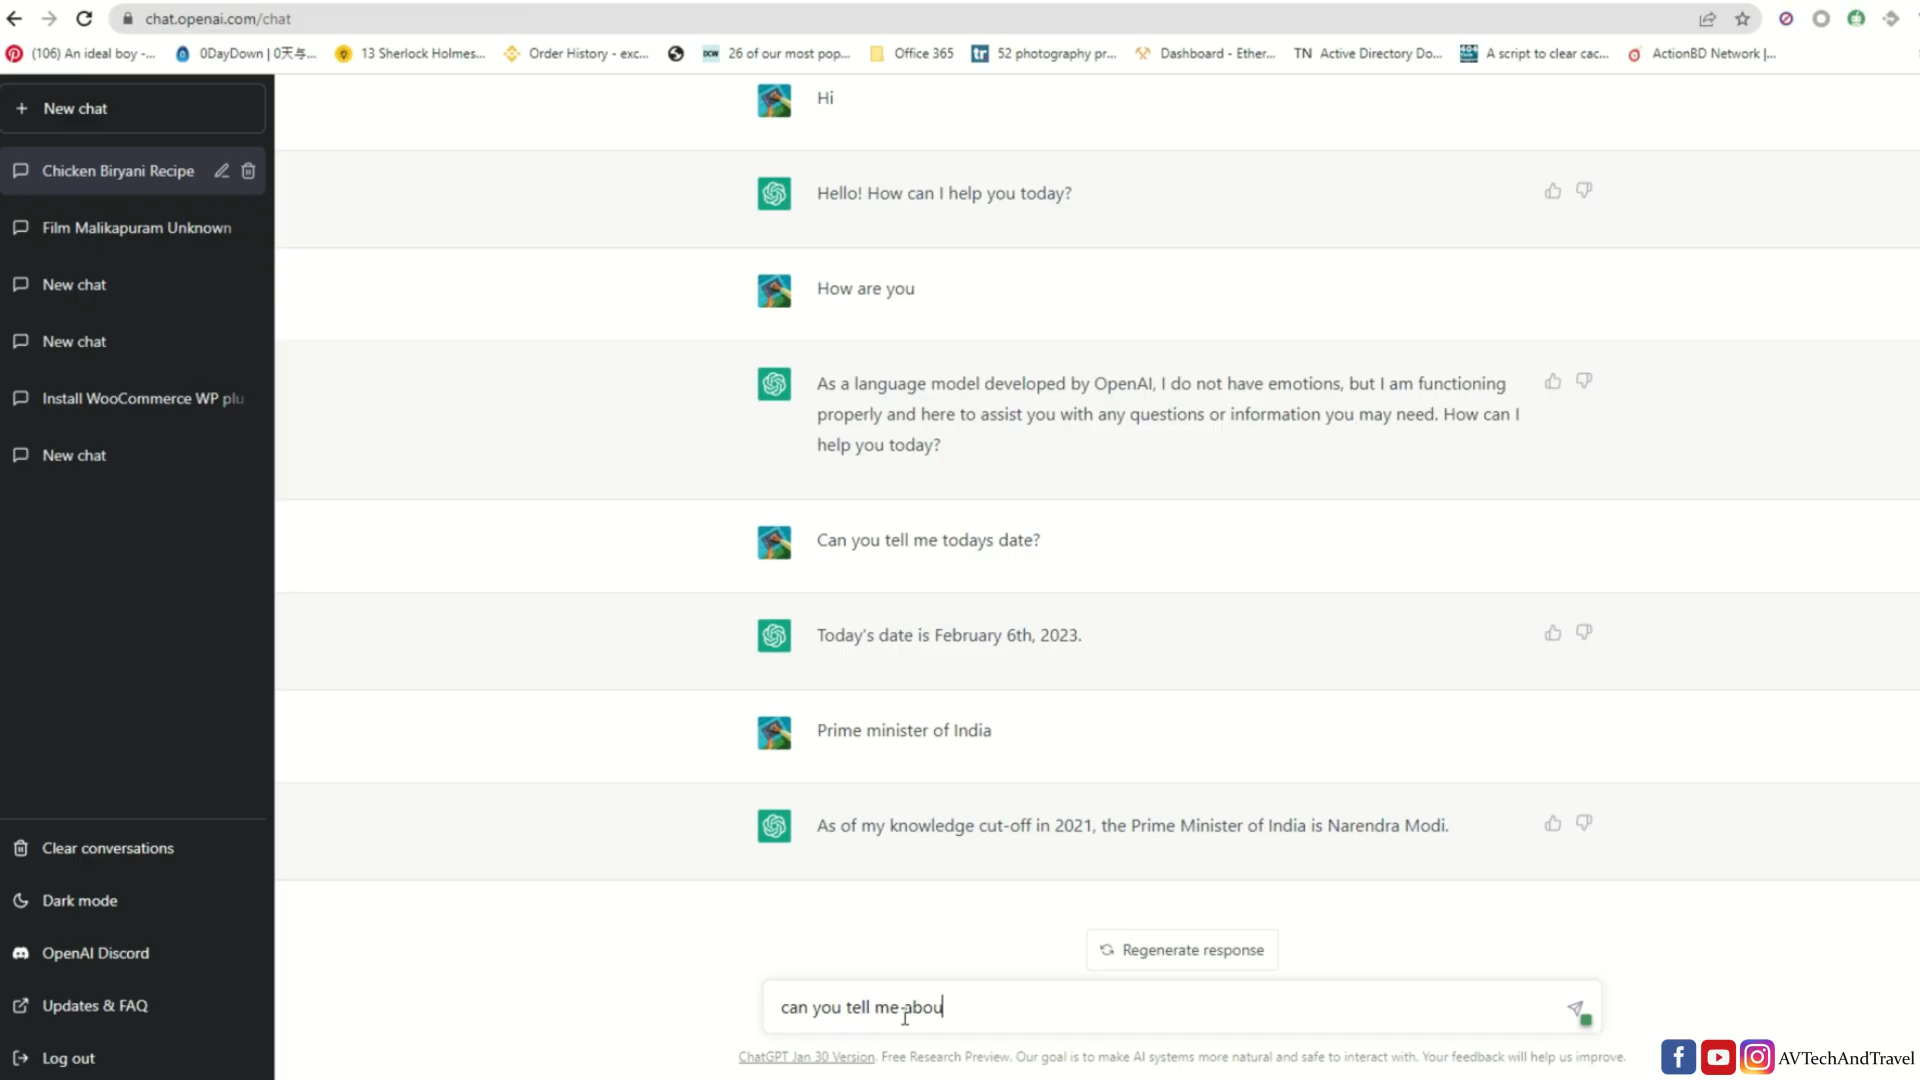 chat.openai.com/chat
(106) An ideal boy -...
0DayDown | 0天与...
13 Sherlock Holmes...
Order History - exc...
26 of our most pop...
Office 365
tr
52 photography pr...
Dashboard - Ether...
TN
Active Directory Do...
A script to clear cac...
ActionBD Network |...
+ New chat
Chicken Biryani Recipe
Film Malikapuram Unknown
New chat
New chat
Install WooCommerce WP plu
New chat
Clear conversations
Dark mode
OpenAI Discord
Updates & FAQ
Log out
Hi
Hello! How can I help you today?
How are you
As a language model developed by OpenAI, I do not have emotions, but I am functioning
properly and here to assist you with any questions or information you may need. How can I
help you today?
Can you tell me todays date?
Today's date is February 6th, 2023.
Prime minister of India
As of my knowledge cut-off in 2021, the Prime Minister of India is Narendra Modi.
Regenerate response
can you tell me abou
ChatGPT Jan 30 Version. Free Research Preview. Our goal is to make AI systems more natural and safe to interact with. Your feedback will help us improve.
AVTechAndTravel